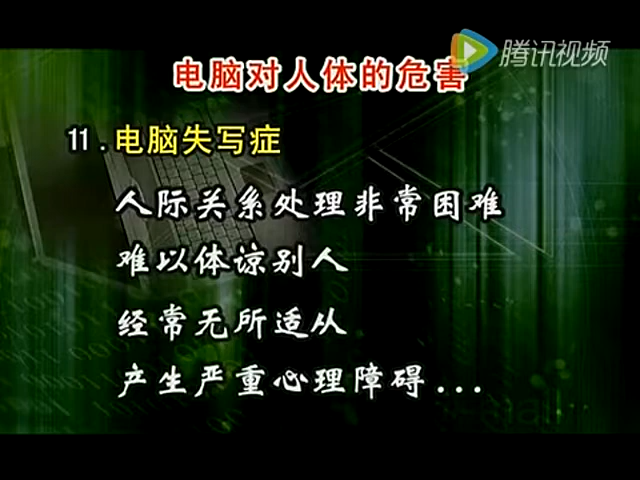 腾讯视频
电脑对人体的危害
11.电脑失写症
人际关系处理非常困难
难以体谅别人
经常无所适从
产生严重心理障碍...